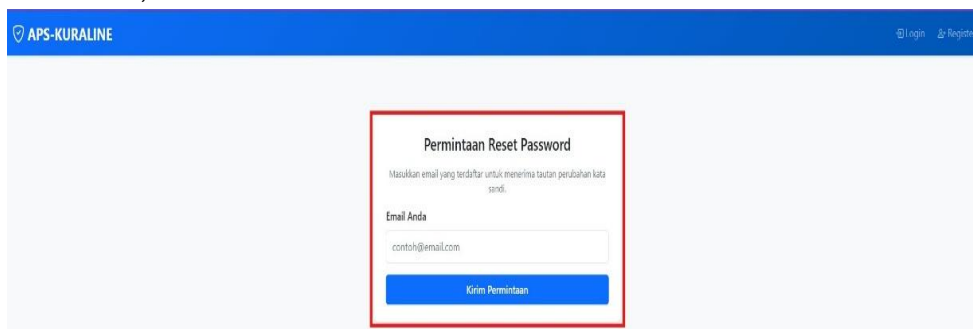 APS-KURALINE
Login Registe
Permintaan Reset Password
Masukkan email yang terdaftar untuk menerima tautan perubahan kata
sandi.
Email Anda
contoh@email.com
Kirim Permintaan